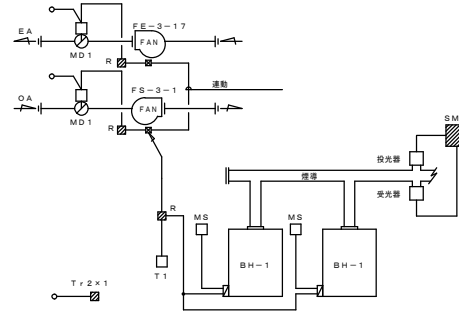 EA
FE-3-17
FAN
MD1
R
連動
OA
FS-3-1
FAN
MD1
R
SM
投光器
煙導
受光器
R
MS
MS
T1
BH-1
BH-1
Tr2×1